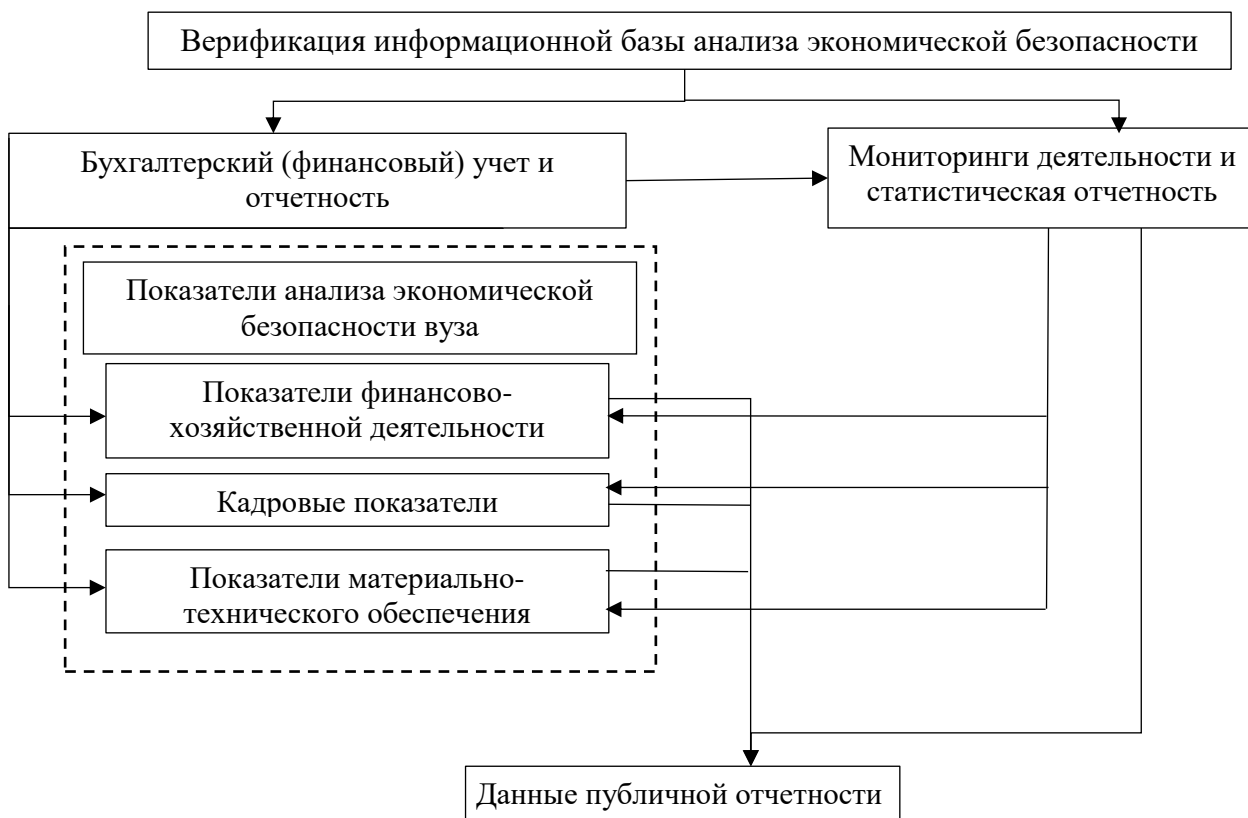 Верификация информационной базы анализа экономической безопасности
Бухгалтерский (финансовый) учет и
отчетность
Мониторинги деятельности и
статистическая отчетность
Показатели анализа экономической
безопасности вуза
Показатели финансово-
хозяйственной деятельности
Кадровые показатели
Показатели материально-
технического обеспечения
Данные публичной отчетности